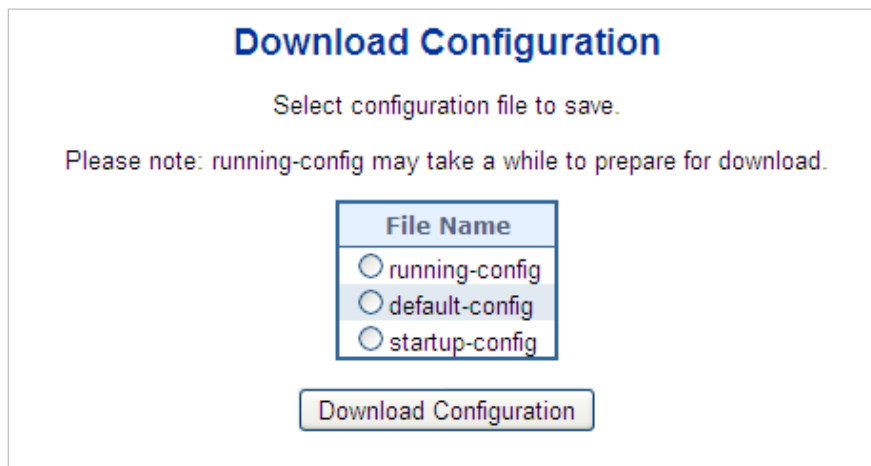 Download Configuration
Select configuration file to save.
Please note: running-config may take a while to prepare for download.
File Name
running-config
default-config
startup-config
Download Configuration